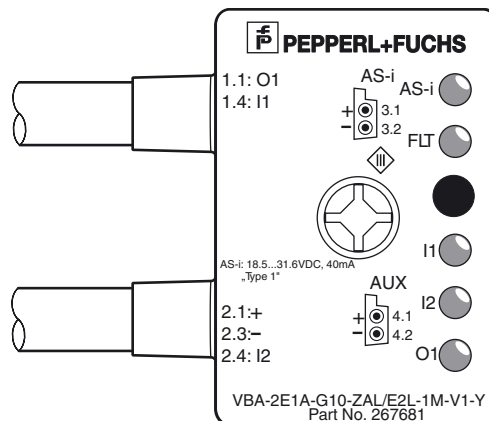 PEPPERL+FUCHS
1.1: O1
1.4: I1
AS-i
AS-i
+ 3.1
− 3.2
FLT
III
I1
AS-i: 18.5...31.6VDC, 40mA
„Type 1"
2.1:+
2.3:−
2.4: I2
AUX
+ 4.1
− 4.2
I2
O1
VBA-2E1A-G10-ZAL/E2L-1M-V1-Y
Part No. 267681